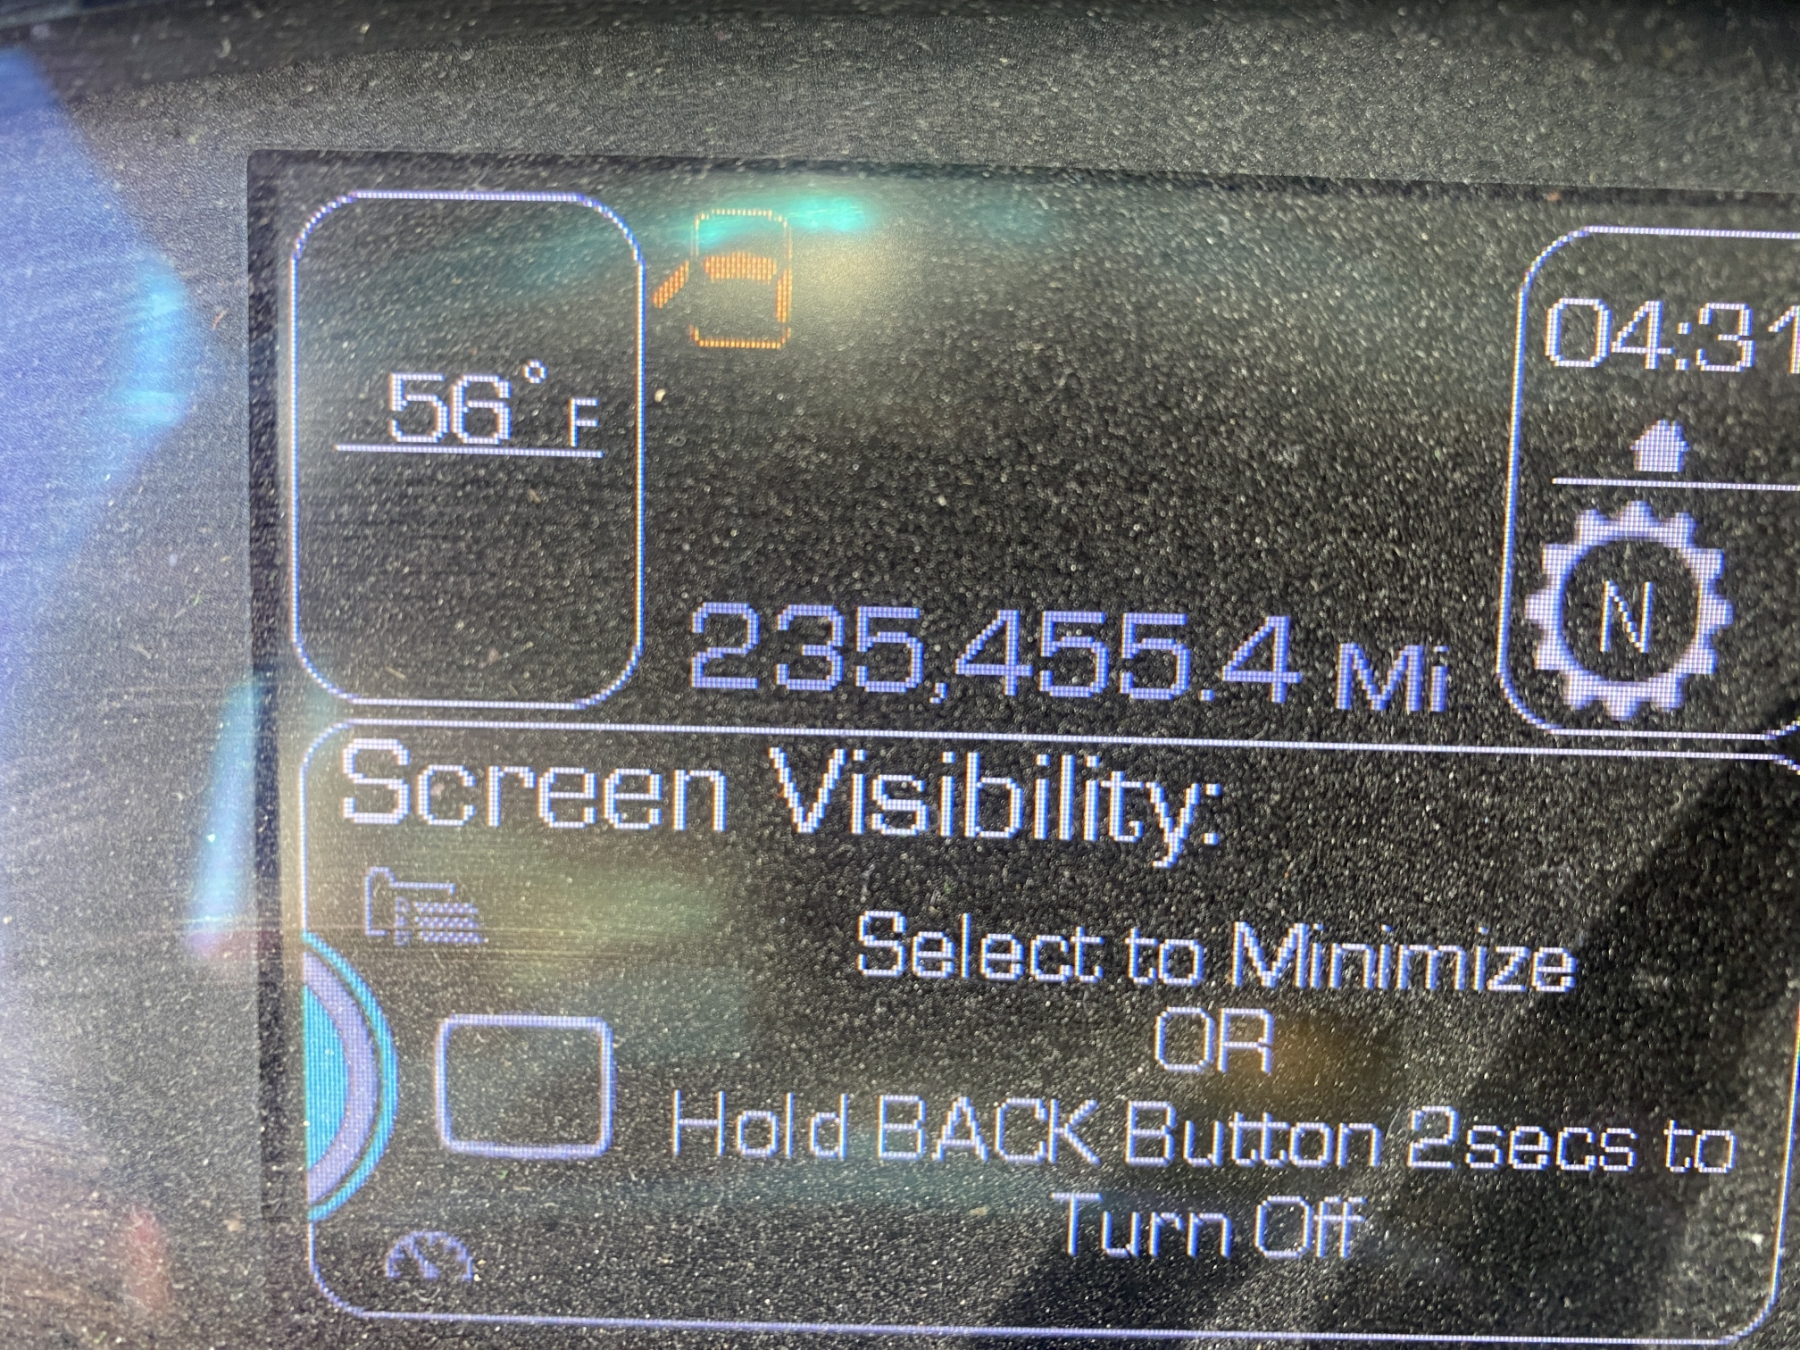 56° F
04:31
N
235,455.4 Mi
Screen Visibility:
Select to Minimize
OR
Hold BACK Button 2secs to
Turn Off